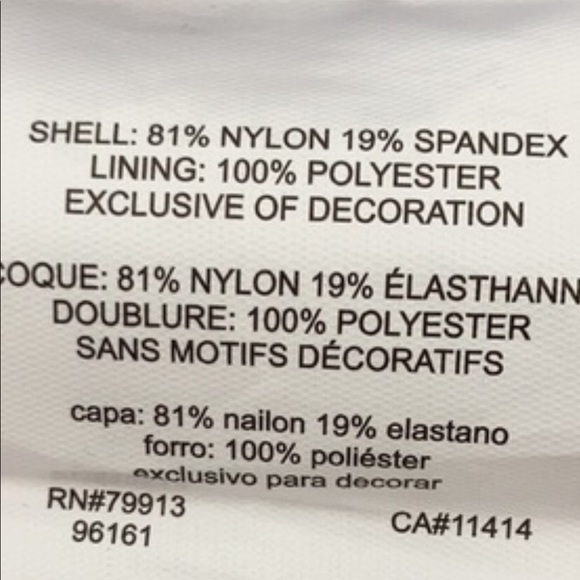 SHELL: 81% NYLON 19% SPANDEX
LINING: 100% POLYESTER
EXCLUSIVE OF DECORATION
COQUE: 81% NYLON 19% ÉLASTHANN
DOUBLURE: 100% POLYESTER
SANS MOTIFS DÉCORATIFS
capa: 81% nailon 19% elastano
forro: 100% poliéster
exclusivo para decorar
RN#79913
96161
CA#11414